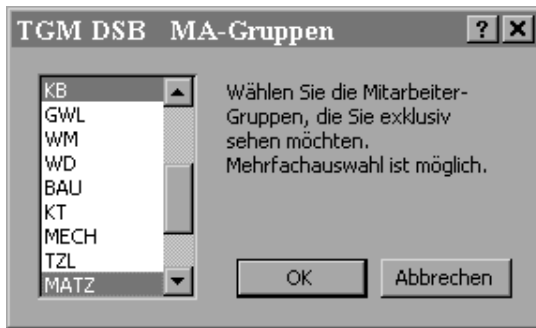 TGM DSB MA-Gruppen
KB
GWL
WM
WD
BAU
KT
MECH
TZL
MATZ
Wählen Sie die Mitarbeiter-
Gruppen, die Sie exklusiv
sehen möchten.
Mehrfachauswahl ist möglich.
OK
Abbrechen